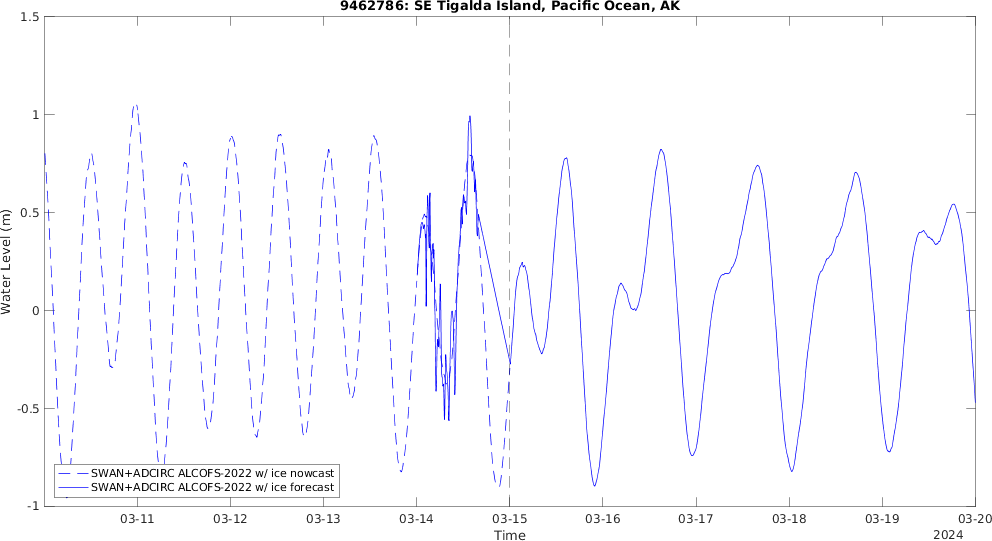 9462786: SE Tigalda Island, Pacific Ocean, AK
1.5
1
0.5
0
-0.5
-1
Water Level (m)
SWAN+ADCIRC ALCOFS-2022 w/ ice nowcast
SWAN+ADCIRC ALCOFS-2022 w/ ice forecast
03-11 03-12 03-13 03-14 03-15 03-16 03-17 03-18 03-19 03-20
Time
2024